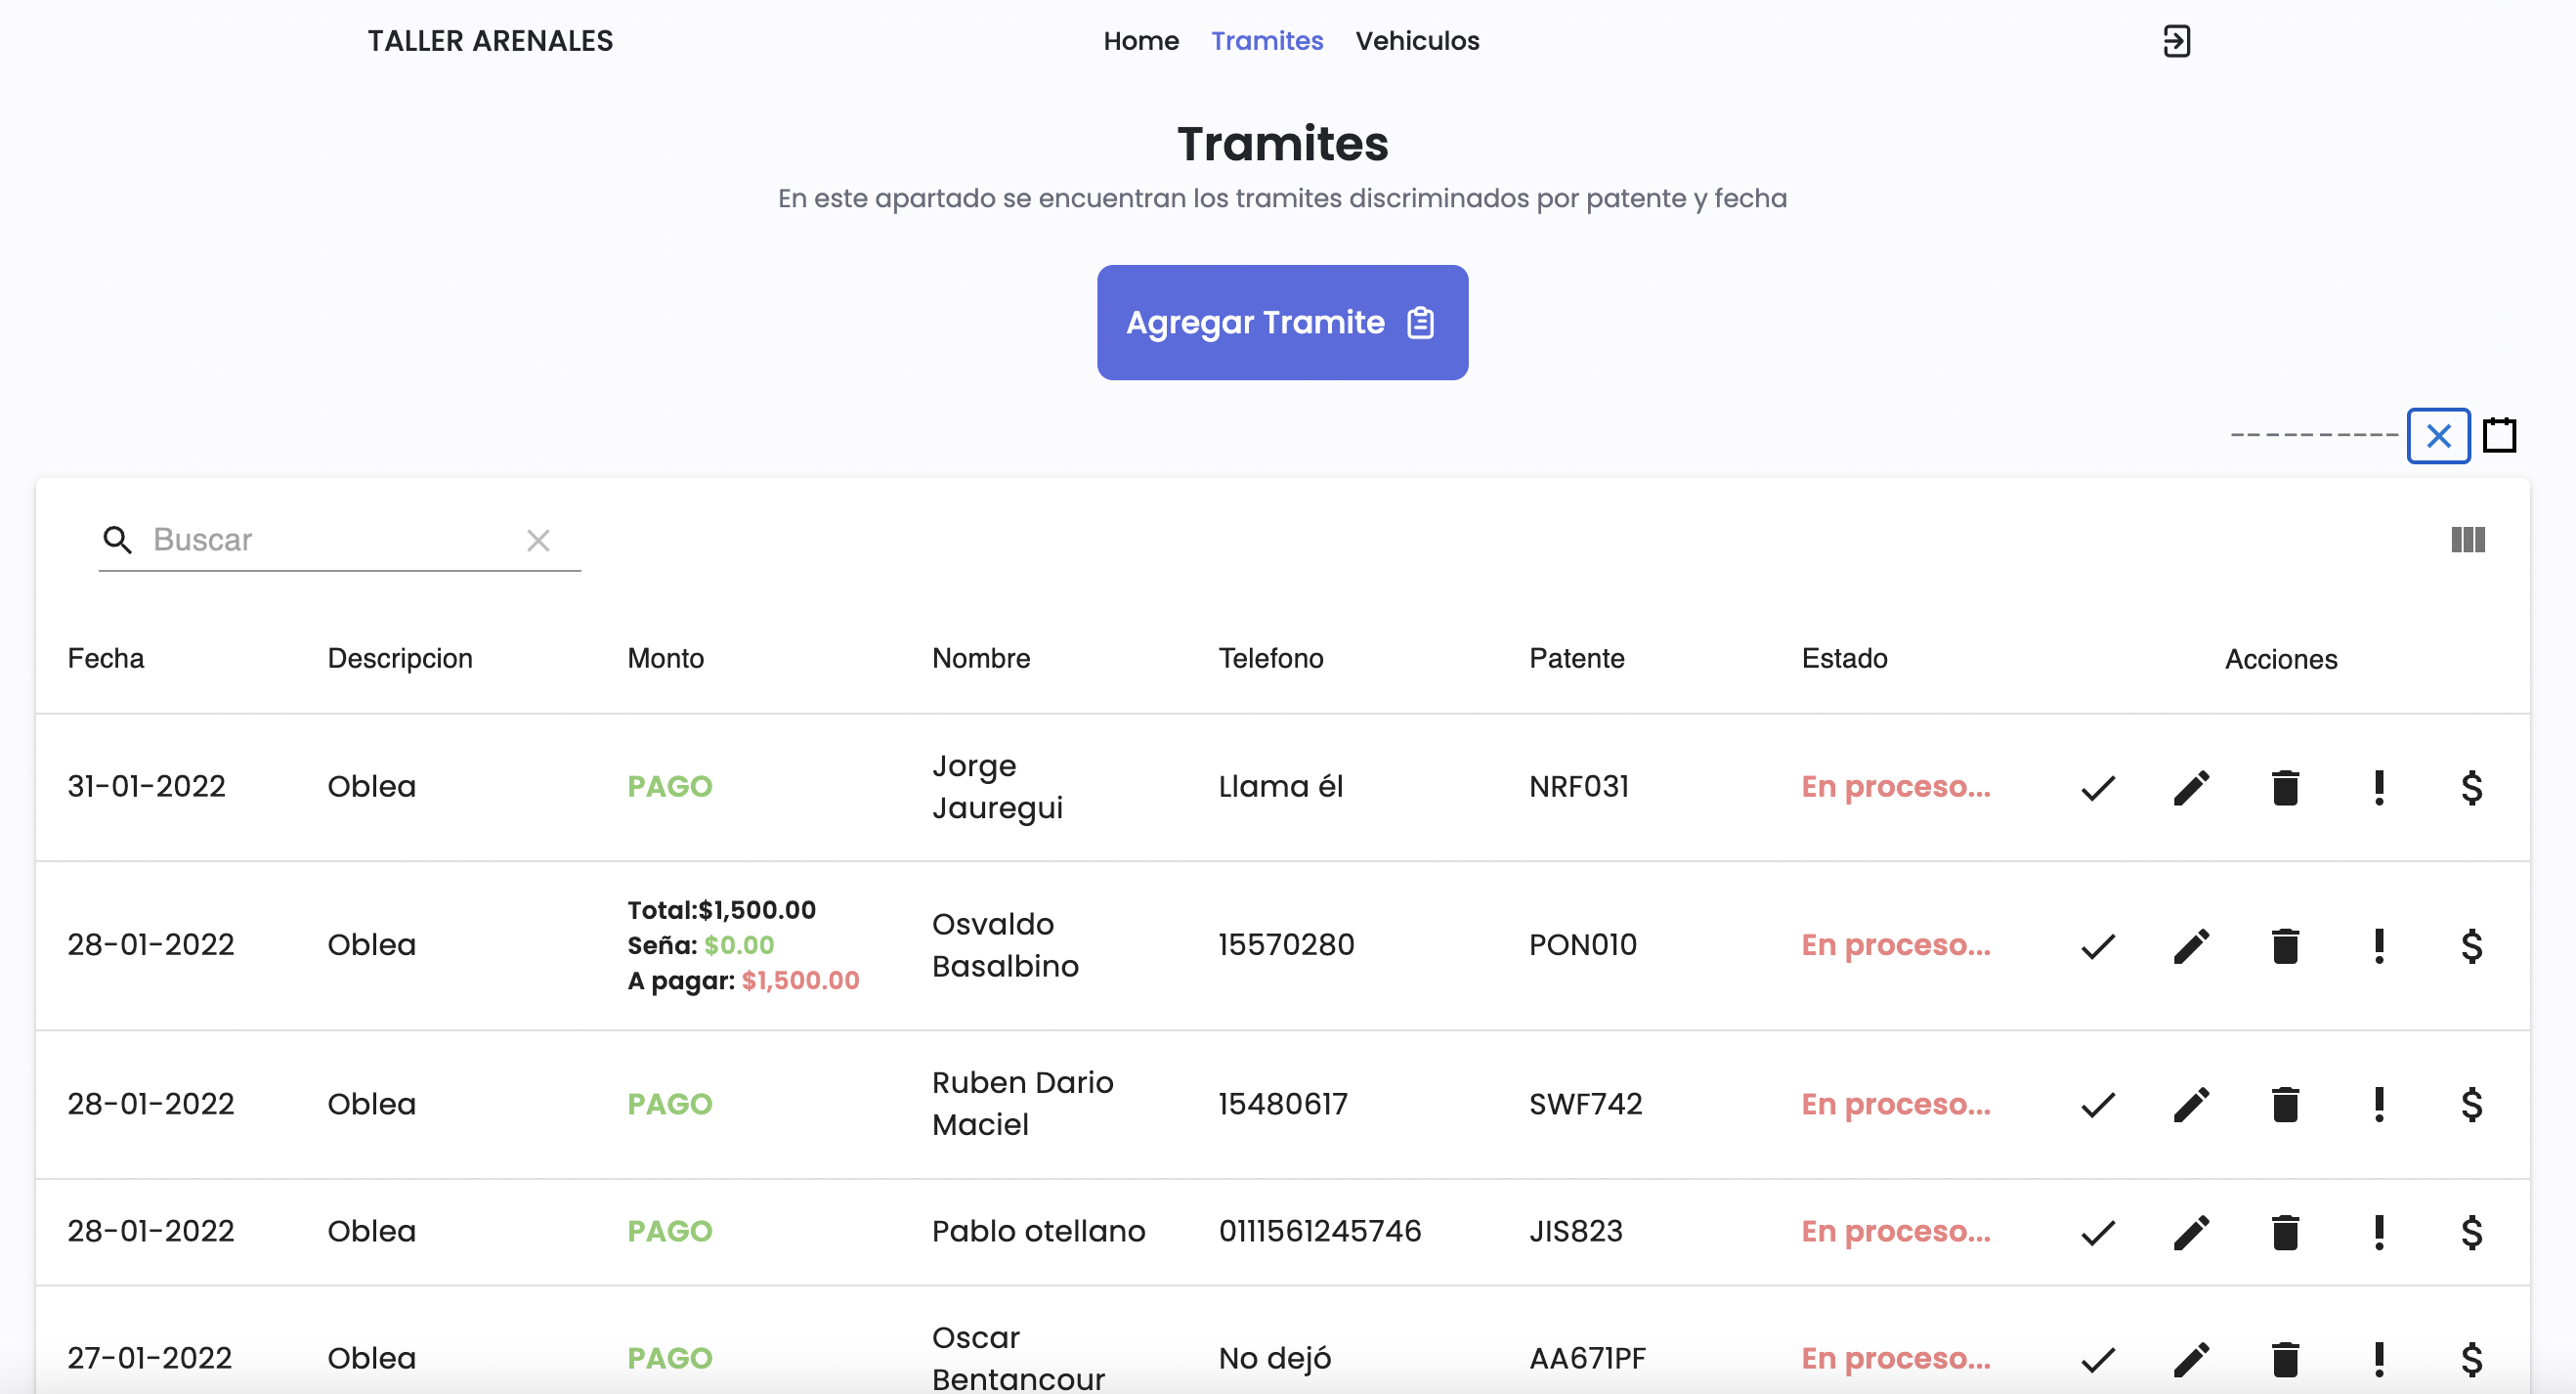 TALLER ARENALES
Home Tramites Vehiculos
Tramites
En este apartado se encuentran los tramites discriminados por patente y fecha
Agregar Tramite
Buscar
Fecha Descripcion Monto Nombre Telefono Patente Estado Acciones
31-01-2022 Oblea PAGO Jorge Jauregui Llama él NRF031 En proceso...
28-01-2022 Oblea Total:$1,500.00
Seña: $0.00
A pagar: $1,500.00
Osvaldo Basalbino 15570280 PON010 En proceso...
28-01-2022 Oblea PAGO Ruben Dario Maciel 15480617 SWF742 En proceso...
28-01-2022 Oblea PAGO Pablo otellano 0111561245746 JIS823 En proceso...
27-01-2022 Oblea PAGO Oscar Bentancour No dejó AA671PF En proceso...